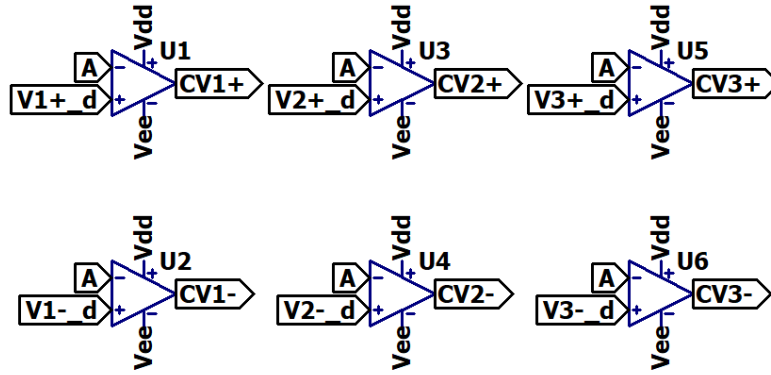 Vdd U1 Vdd U3 Vdd U5
A - + A - + A - +
V1+_d + - CV1+ V2+_d + - CV2+ V3+_d + - CV3+
Vee Vee Vee
Vdd U2 Vdd U4 Vdd U6
A - + A - + A - +
V1-_d + - CV1- V2-_d + - CV2- V3-_d + - CV3-
Vee Vee Vee